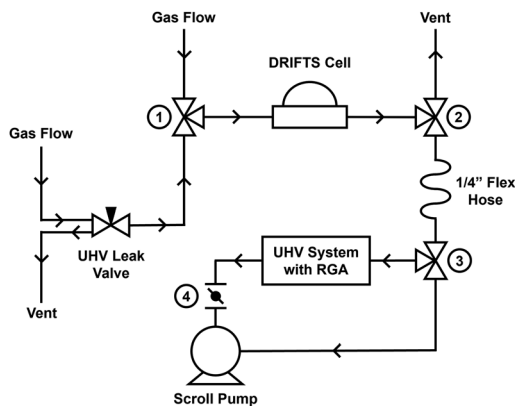 Gas Flow
Vent
DRIFTS Cell
1
2
Gas Flow
1/4” Flex
Hose
UHV Leak
Valve
UHV System
with RGA
3
4
Vent
Scroll Pump